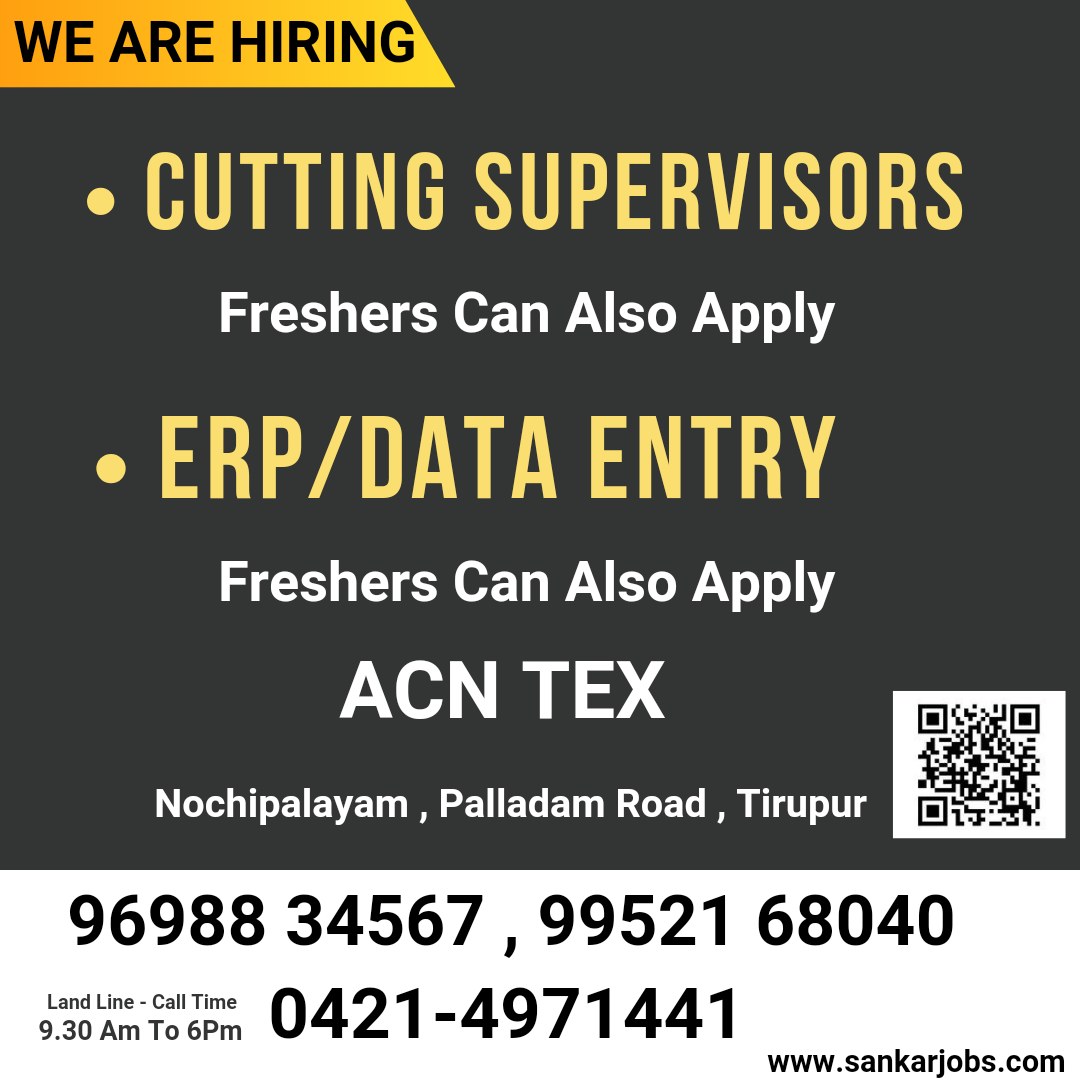 WE ARE HIRING
• CUTTING SUPERVISORS
Freshers Can Also Apply
• ERP/DATA ENTRY
Freshers Can Also Apply
ACN TEX
Nochipalayam , Palladam Road , Tirupur
96988 34567 , 99521 68040
Land Line - Call Time
9.30 Am To 6Pm
0421-4971441
www.sankarjobs.com